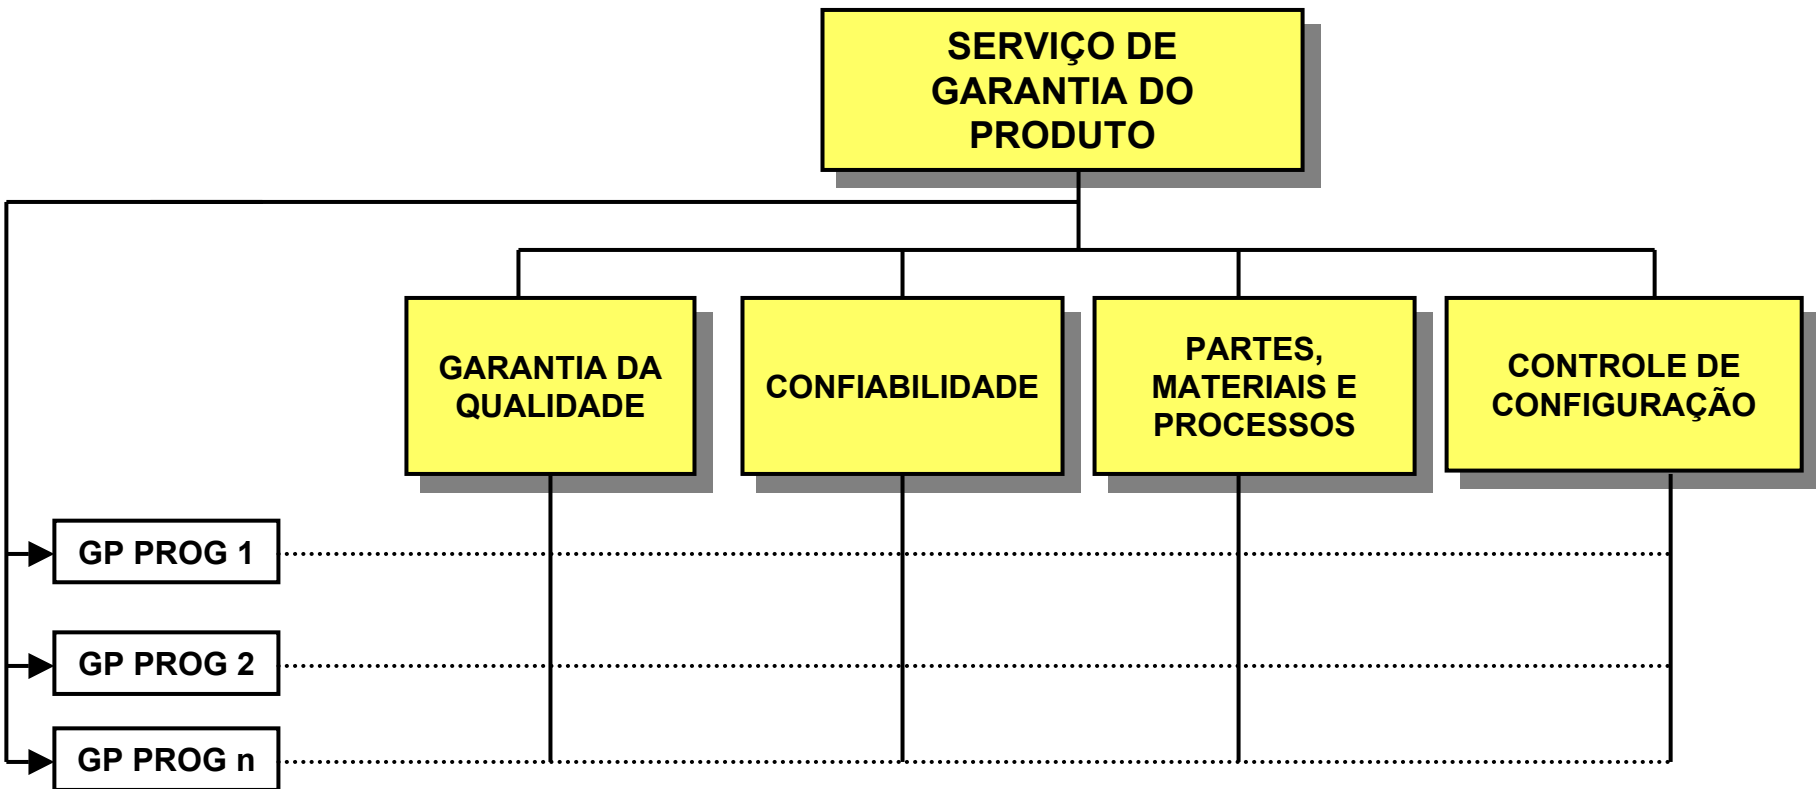 SERVIÇO DE
GARANTIA DO
PRODUTO
GARANTIA DA
QUALIDADE
CONFIABILIDADE
PARTES,
MATERIAIS E
PROCESSOS
CONTROLE DE
CONFIGURAÇÃO
GP PROG 1
GP PROG 2
GP PROG n